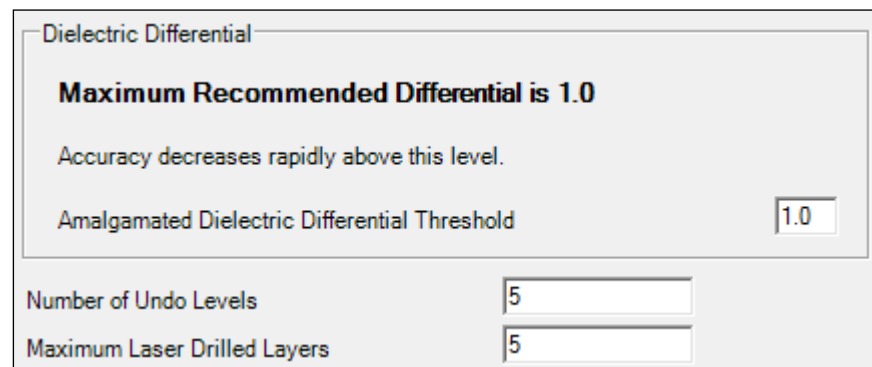 Dielectric Differential
Maximum Recommended Differential is 1.0
Accuracy decreases rapidly above this level.
Amalgamated Dielectric Differential Threshold 1.0
Number of Undo Levels 5
Maximum Laser Drilled Layers 5